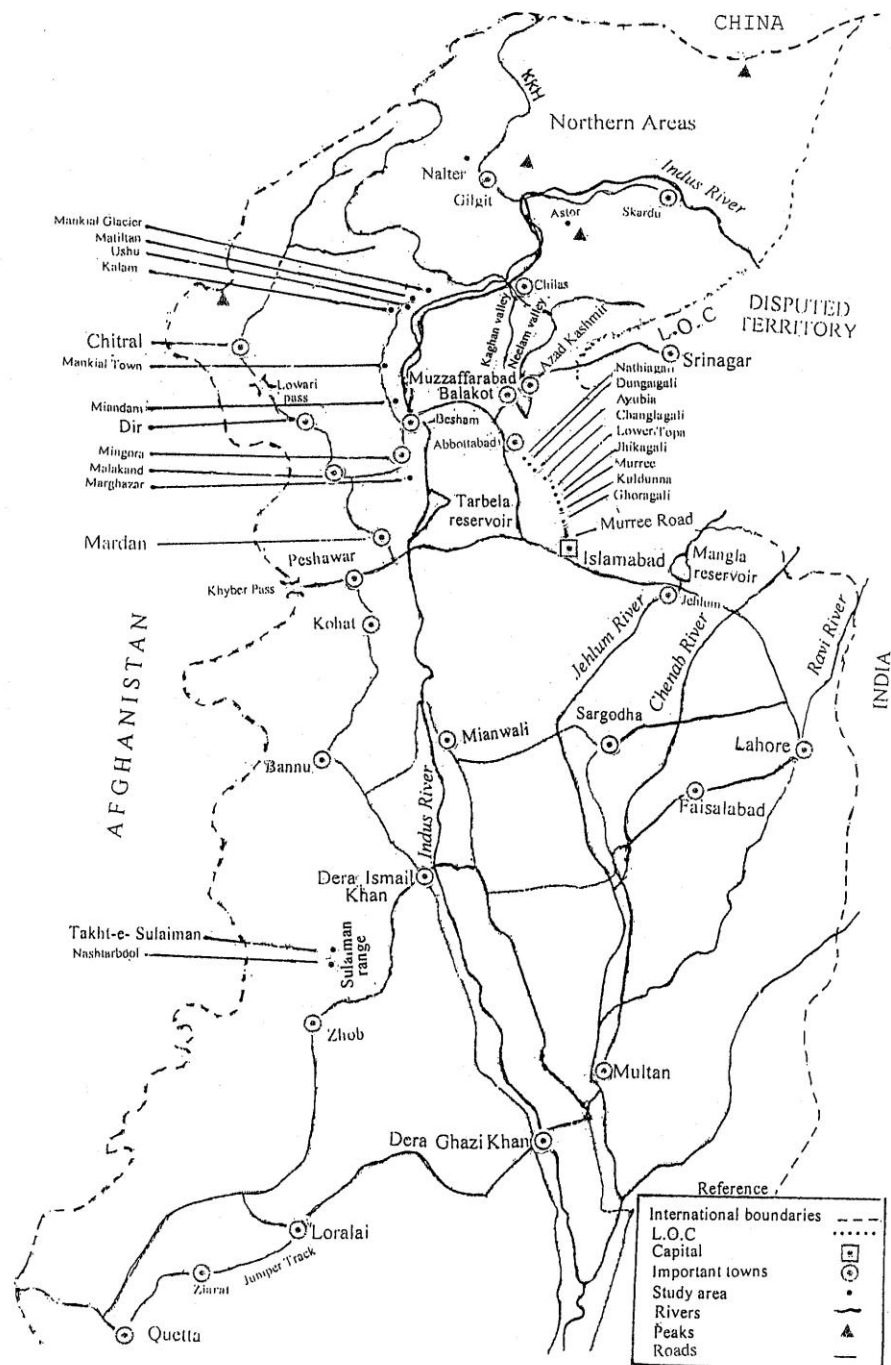 CHINA
KKH
Northern Areas
Nalter
Gilgit
Indus River
Astor
Skardu
Mankial Glacier
Matiltan
Ushu
Kalam
Chilas
Kaghan valley
Neelam valley
Azad Kashmir
L.O.C
DISPUTED
TERRITORY
Chitral
Srinagar
Mankial Town
Lowari
pass
Muzzaffarabad
Balakot
Nathiagali
Dungagali
Ayubia
Changlagali
Lower Topa
Jhikagali
Murree
Kuldunna
Ghoragali
Miandam
Dir
Besham
Abbottabad
Mingora
Malakand
Marghazar
Tarbela
reservoir
Murree Road
Mardan
Islamabad
Mangla
reservoir
Peshawar
Khyber Pass
Jehlum
Kohat
AFGHANISTAN
Jehlum River
Chenab River
Ravi River
INDIA
Mianwali
Sargodha
Lahore
Bannu
Indus River
Faisalabad
Dera Ismail
Khan
Takht-e- Sulaiman
Nashtarbool
Sulaiman
range
Zhob
Multan
Dera Ghazi Khan
Loralai
Juniper Track
Ziarat
Quetta
Reference
International boundaries
L.O.C
Capital
Important towns
Study area
Rivers
Peaks
Roads